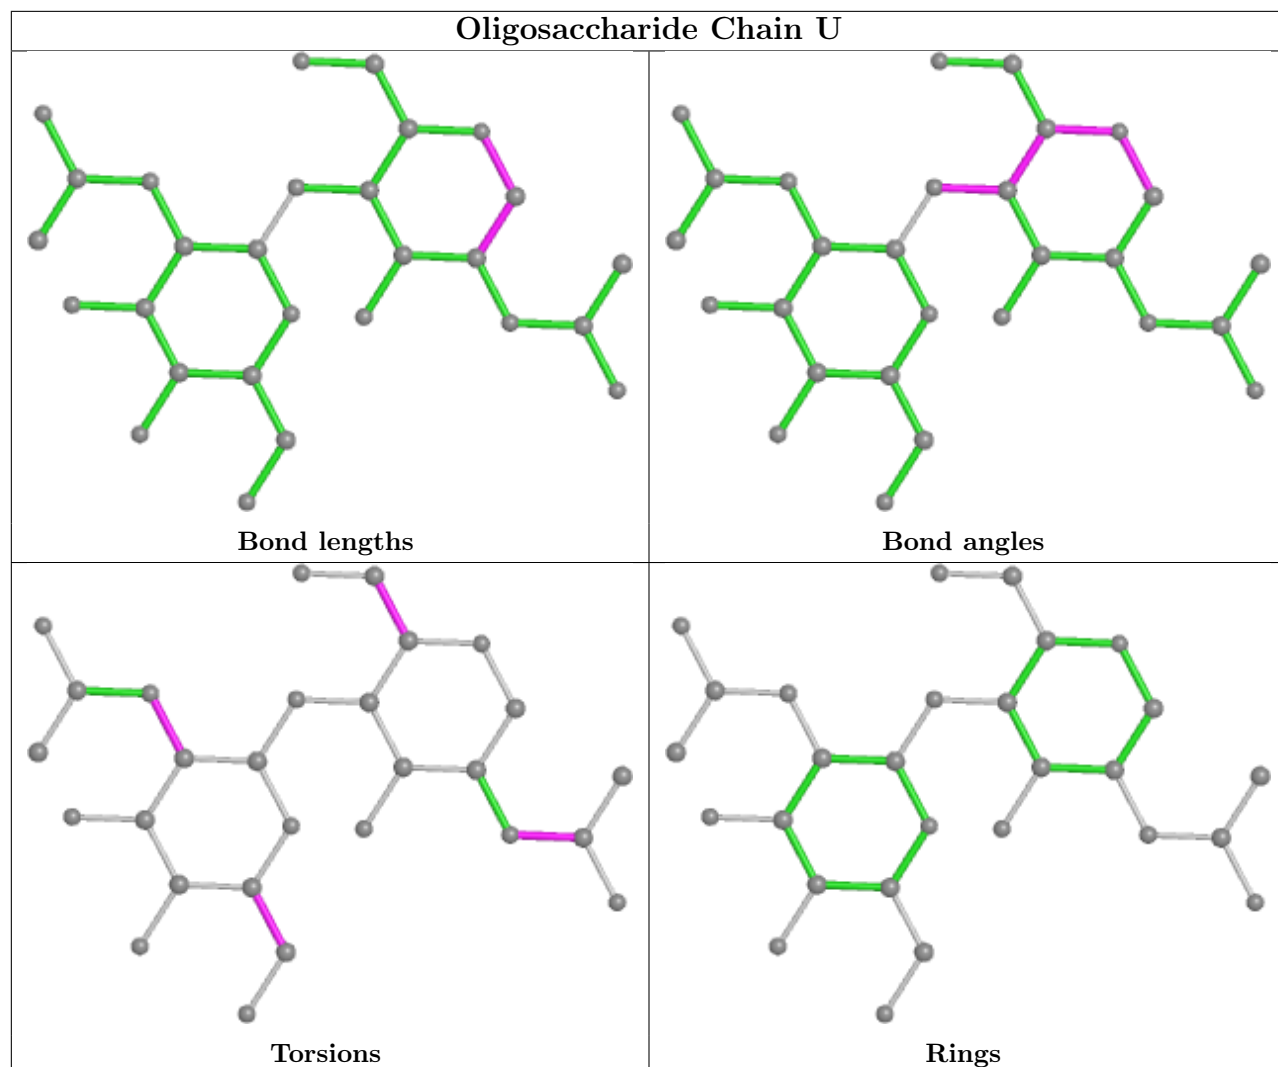 Oligosaccharide Chain U
Bond lengths
Bond angles
Torsions
Rings